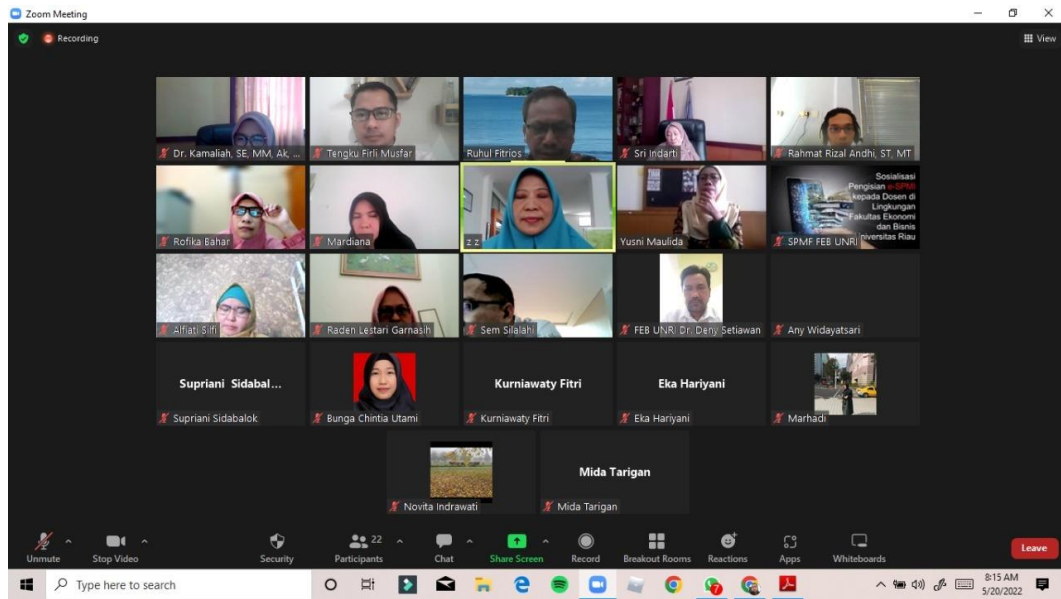 Zoom Meeting
Recording
View
Dr. Kamaliah, SE, MM, Ak, ...
Tengku Firli Musfar
Ruhul Fitrios
Sri Indarti
Rahmat Rizal Andhi, ST, MT
Rofika Bahar
Mardiana
z z
Yusni Maulida
Sosialisasi
Pengisian e-SPMI
kepada Dosen di
Lingkungan
Fakultas Ekonomi
dan Bisnis
Universitas Riau
SPMF FEB UNRI
Alfiati Silfi
Raden Lestari Garnasih
Sem Silalahi
FEB UNRI Dr. Deny Setiawan
Any Widayatsari
Supriani Sidabal...
Supriani Sidabalok
Bunga Chintia Utami
Kurniawaty Fitri
Kurniawaty Fitri
Eka Hariyani
Eka Hariyani
Marhadi
Novita Indrawati
Mida Tarigan
Mida Tarigan
Unmute
Stop Video
Security
22
Participants
Chat
Share Screen
Record
Breakout Rooms
Reactions
Apps
Whiteboards
Leave
Type here to search
7
8:15 AM
5/20/2022